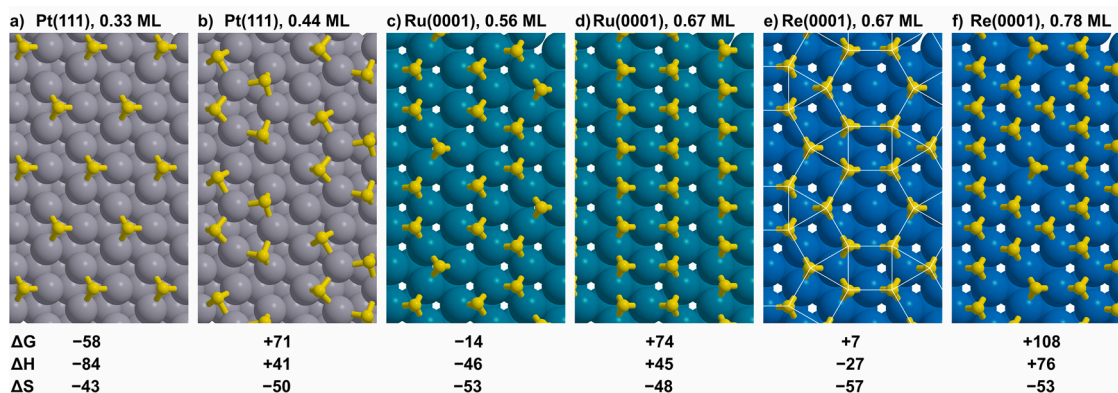 a) Pt(111), 0.33 ML b) Pt(111), 0.44 ML c) Ru(0001), 0.56 ML d) Ru(0001), 0.67 ML e) Re(0001), 0.67 ML f) Re(0001), 0.78 ML
ΔG −58 +71 −14 +74 +7 +108
ΔH −84 +41 −46 +45 −27 +76
ΔS −43 −50 −53 −48 −57 −53